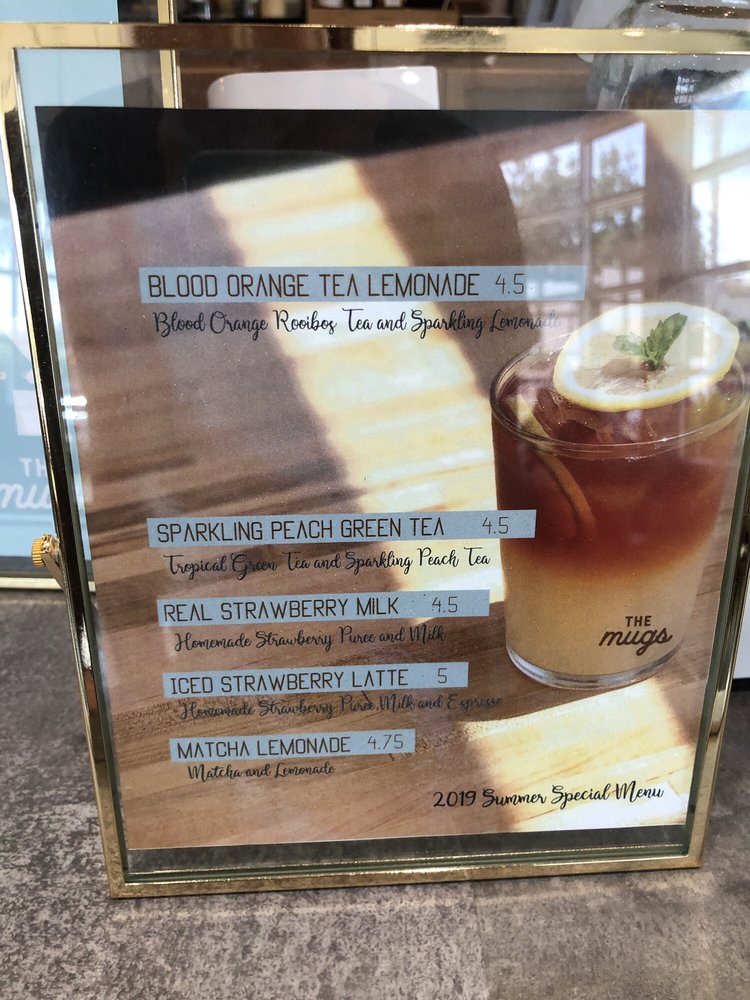 BLOOD ORANGE TEA LEMONADE 4.5
Blood Orange Rooibos Tea and Sparkling Lemonade
SPARKLING PEACH GREEN TEA 4.5
Tropical Green Tea and Sparkling Peach Tea
REAL STRAWBERRY MILK 4.5
Homemade Strawberry Puree and Milk
ICED STRAWBERRY LATTE 5
Homemade Strawberry Puree Milk and Espresso
MATCHA LEMONADE 4.75
Matcha and Lemonade
THE
mugs
2019 Summer Special Menu